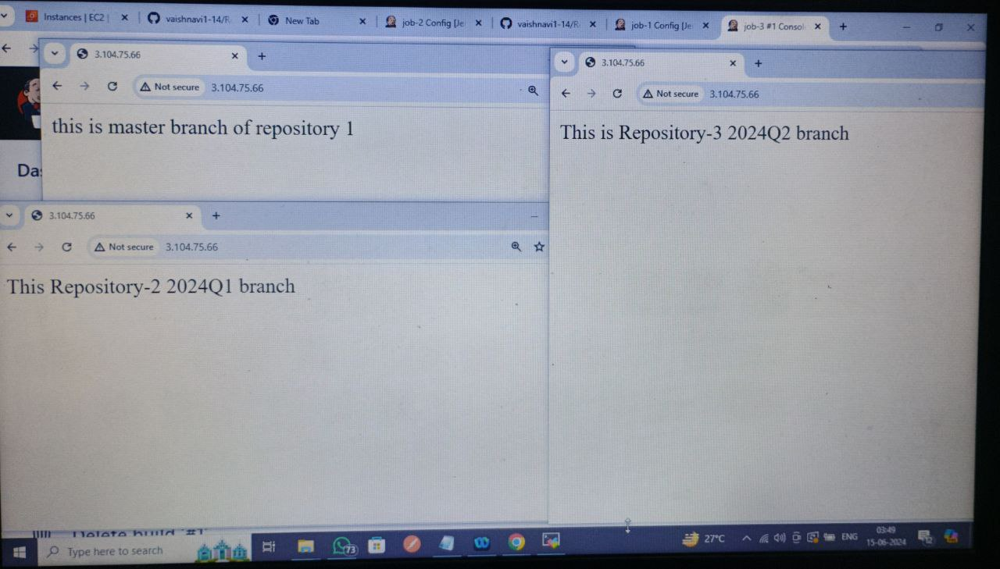 Instances | EC2
vaishnavi1-14/R
New Tab
job-2 Config [Je
vaishnavi1-14/R
job-1 Config [Je
job-3 #1 Consol
3.104.75.66
Not secure 3.104.75.66
this is master branch of repository 1
Das
3.104.75.66
Not secure 3.104.75.66
This is Repository-3 2024Q2 branch
3.104.75.66
Not secure 3.104.75.66
This Repository-2 2024Q1 branch
Delete build '#1'
Type here to search
73
27°C
ENG
03:49
15-06-2024
12